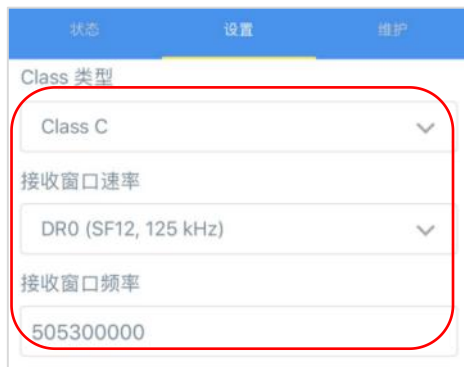 状态 设置 维护
Class 类型
Class C
接收窗口速率
DR0 (SF12, 125 kHz)
接收窗口频率
505300000